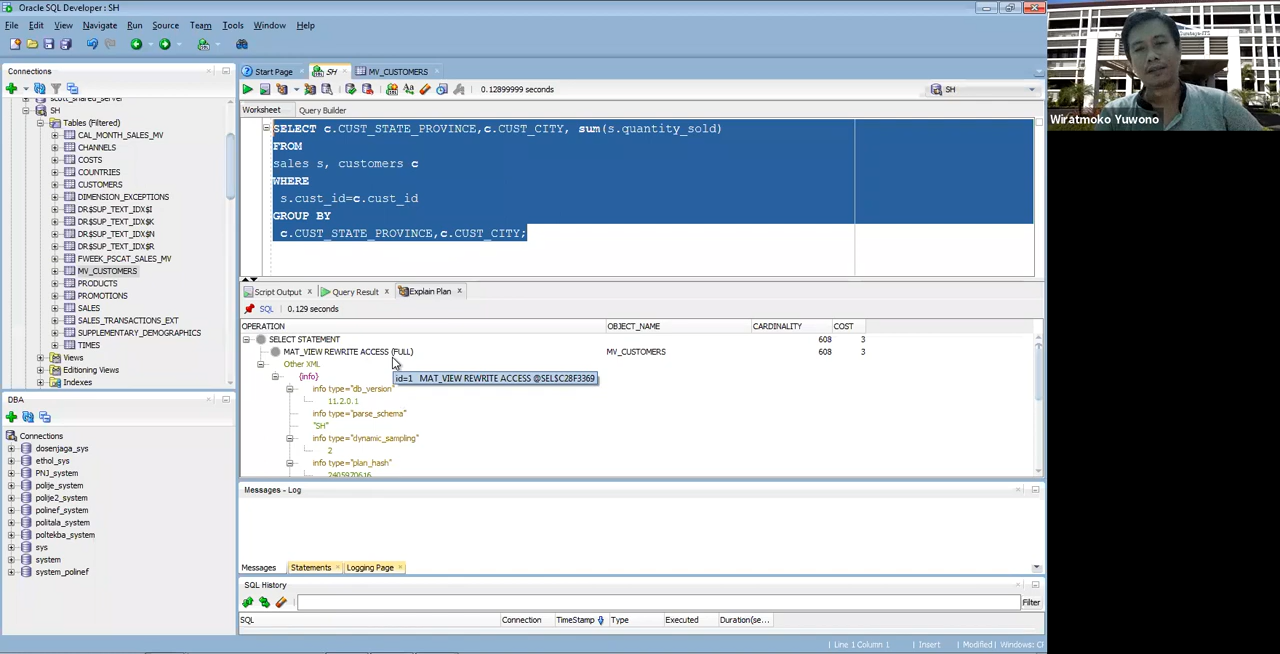 Oracle SQL Developer : SH
File Edit View Navigate Run Source Team Tools Window Help
Connections
Start Page
SH
MV_CUSTOMERS
0.12899999 seconds
SH
Worksheet
Query Builder
scott_shared_server
SH
Tables (Filtered)
CAL_MONTH_SALES_MV
CHANNELS
COSTS
COUNTRIES
CUSTOMERS
DIMENSION_EXCEPTIONS
DR$SUP_TEXT_IDX$I
DR$SUP_TEXT_IDX$K
DR$SUP_TEXT_IDX$N
DR$SUP_TEXT_IDX$R
FWEEK_PSCAT_SALES_MV
MV_CUSTOMERS
PRODUCTS
PROMOTIONS
SALES
SALES_TRANSACTIONS_EXT
SUPPLEMENTARY_DEMOGRAPHICS
TIMES
Views
Editioning Views
Indexes
SELECT c.CUST_STATE_PROVINCE,c.CUST_CITY, sum(s.quantity_sold)
FROM
sales s, customers c
WHERE
s.cust_id=c.cust_id
GROUP BY
c.CUST_STATE_PROVINCE,c.CUST_CITY;
Script Output
Query Result
Explain Plan
SQL
0.129 seconds
OPERATION OBJECT_NAME CARDINALITY COST
SELECT STATEMENT 608 3
MAT_VIEW REWRITE ACCESS (FULL) MV_CUSTOMERS 608 3
Other XML
{info}
id=1 MAT_VIEW REWRITE ACCESS @SEL$C28F3369
info type="db_version"
11.2.0.1
info type="parse_schema"
"SH"
info type="dynamic_sampling"
2
info type="plan_hash"
2405970616
DBA
Connections
dosenjaga_sys
ethol_sys
PNJ_system
polije_system
polije2_system
polinef_system
politala_system
poltekba_system
sys
system
system_polinef
Messages - Log
Messages
Statements
Logging Page
SQL History
Filter
SQL Connection TimeStamp Type Executed Duration(se...
Line 1 Column 1 Insert Modified Windows: Cl
Wiratmoko Yuwono